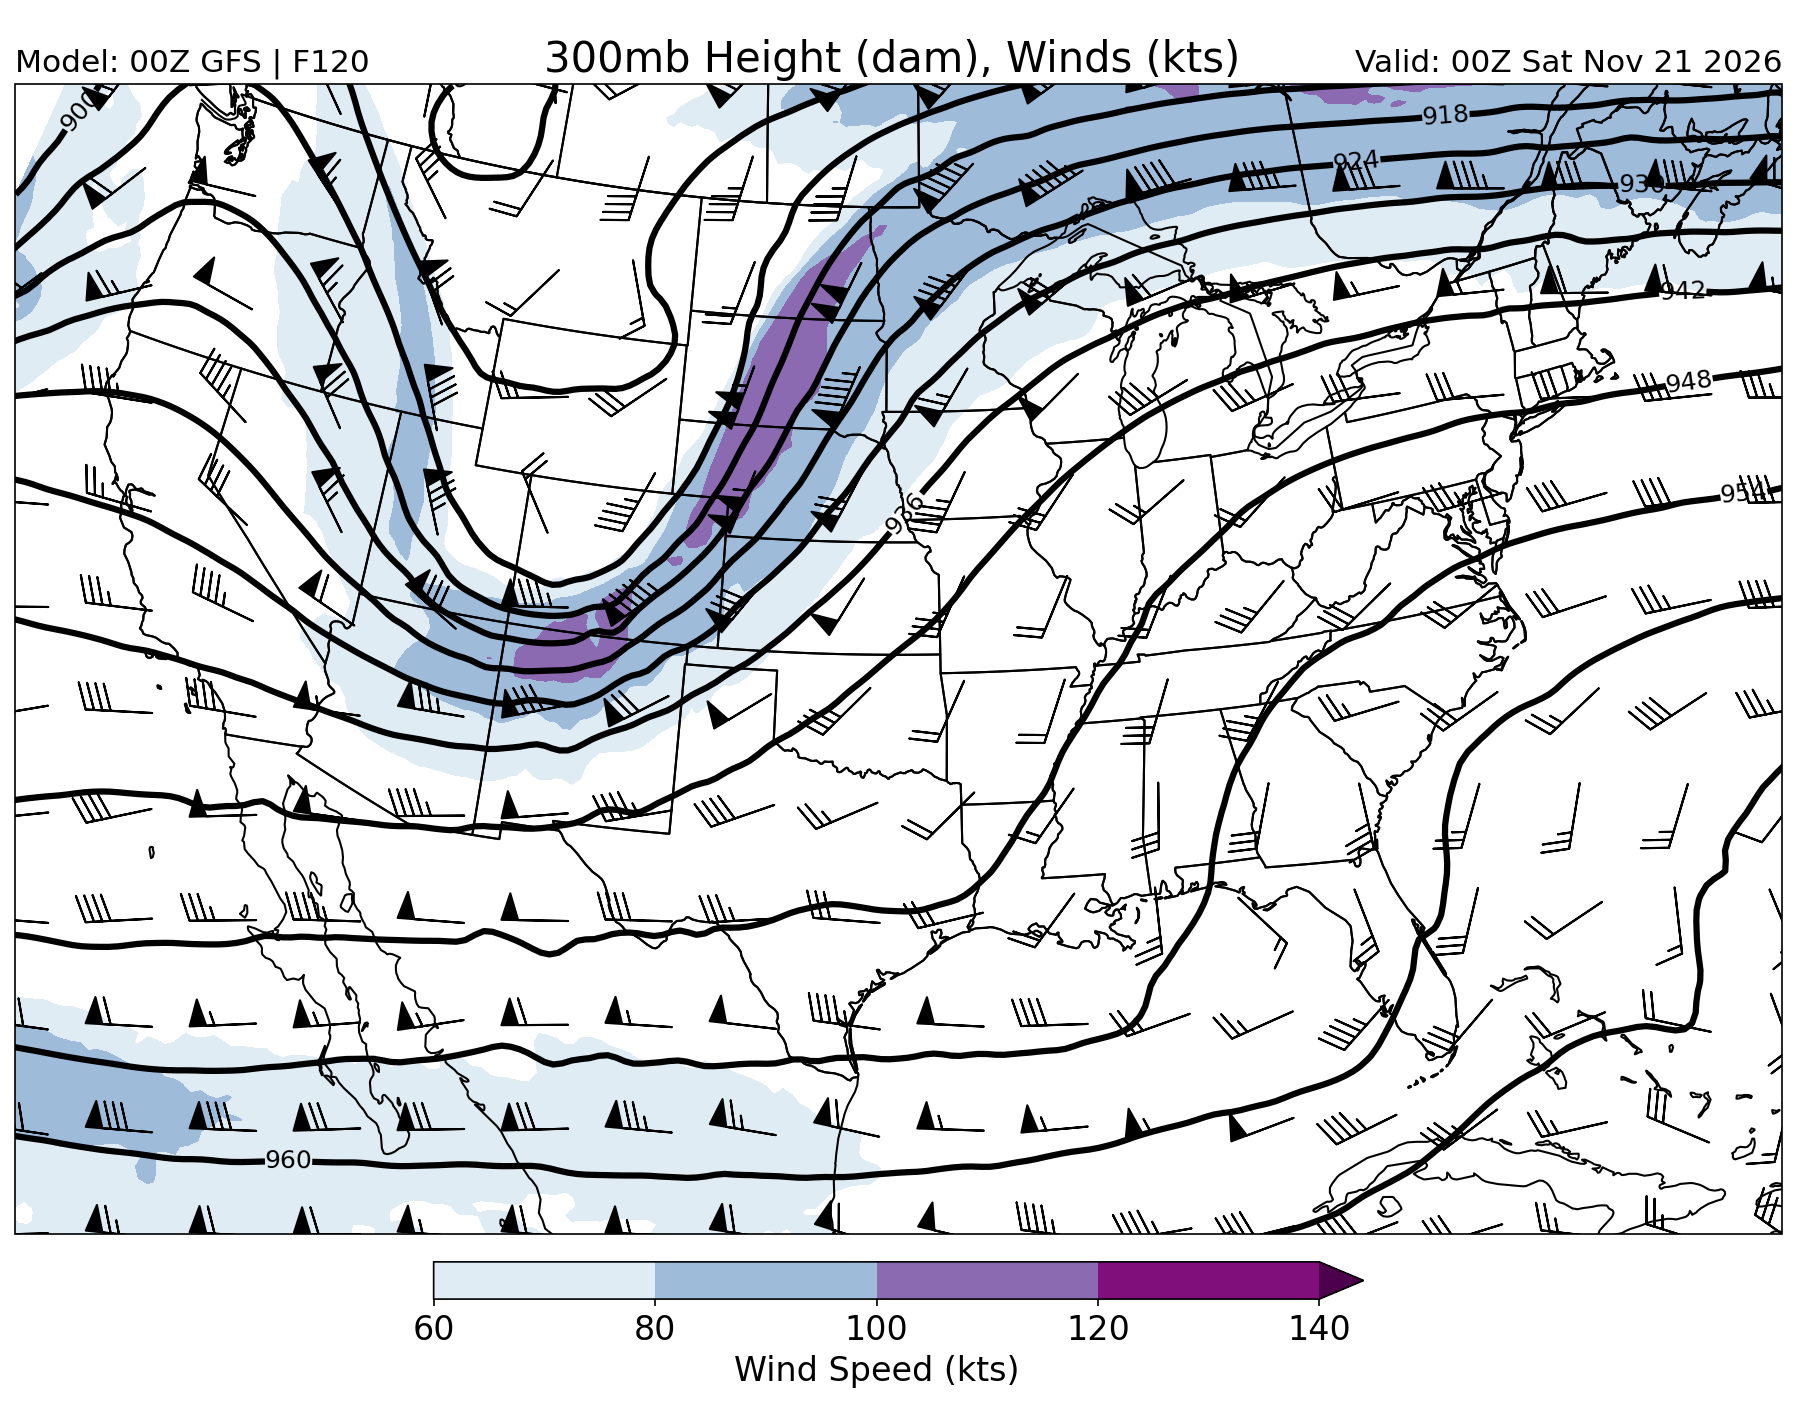 Model: 00Z GFS | F120
300mb Height (dam), Winds (kts)
Valid: 00Z Sat Nov 21 2026
900
918
924
930
942
948
954
936
960
60 80 100 120 140
Wind Speed (kts)